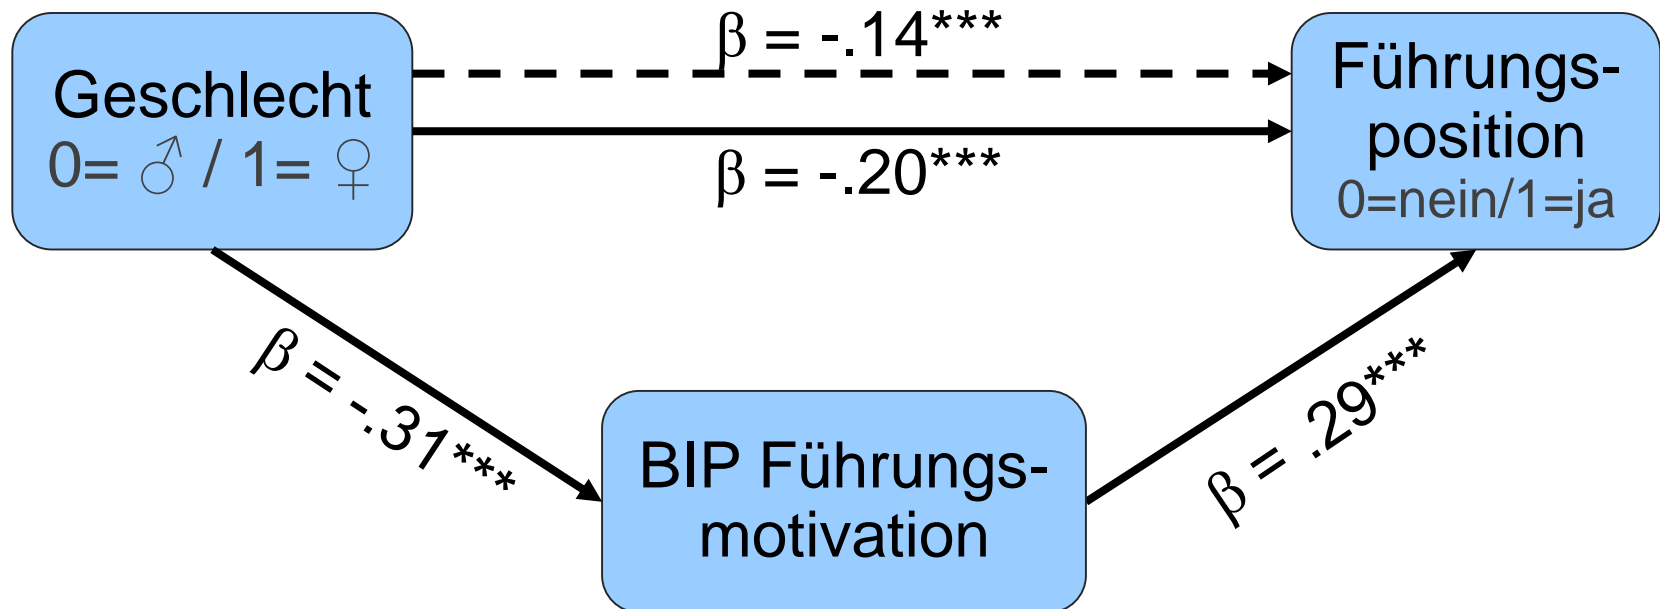 Geschlecht
0= ♂ / 1= ♀
β = -.14***
β = -.20***
Führungs-
position
0=nein/1=ja
β = -.31***
β = .29***
BIP Führungs-
motivation